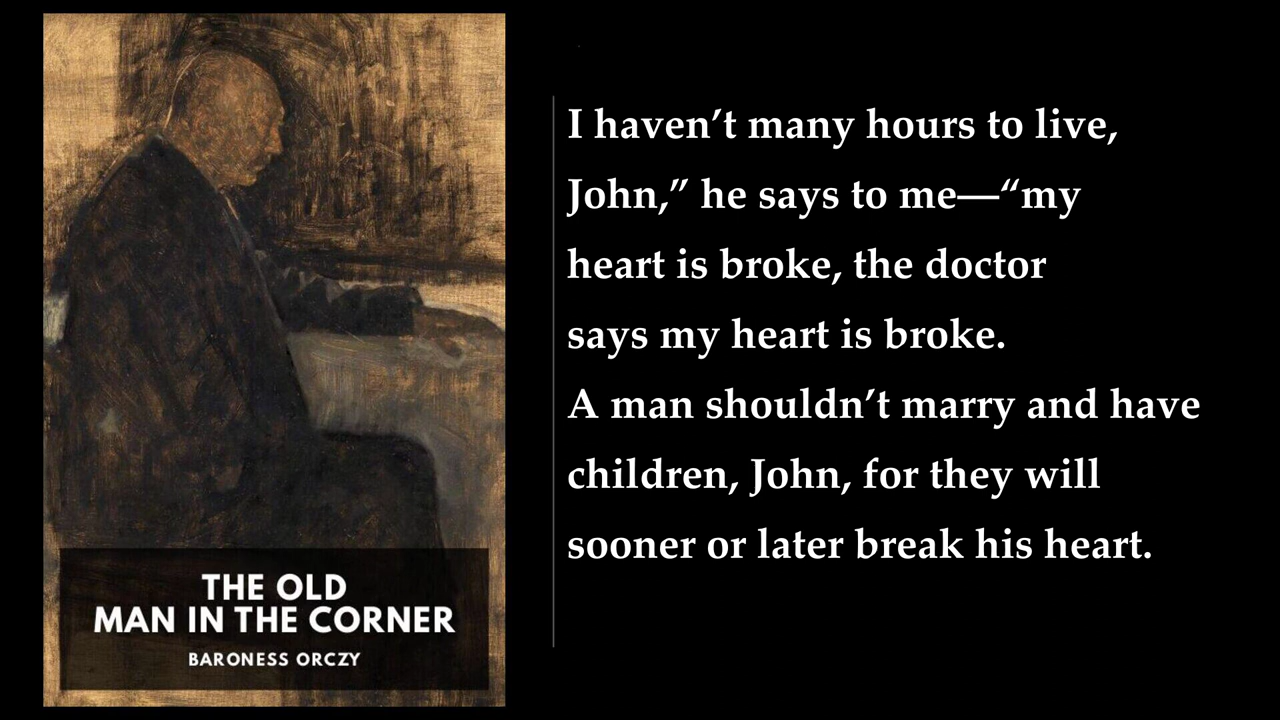 THE OLD
MAN IN THE CORNER
BARONESS ORCZY
I haven’t many hours to live,
John,” he says to me—“my
heart is broke, the doctor
says my heart is broke.
A man shouldn’t marry and have
children, John, for they will
sooner or later break his heart.